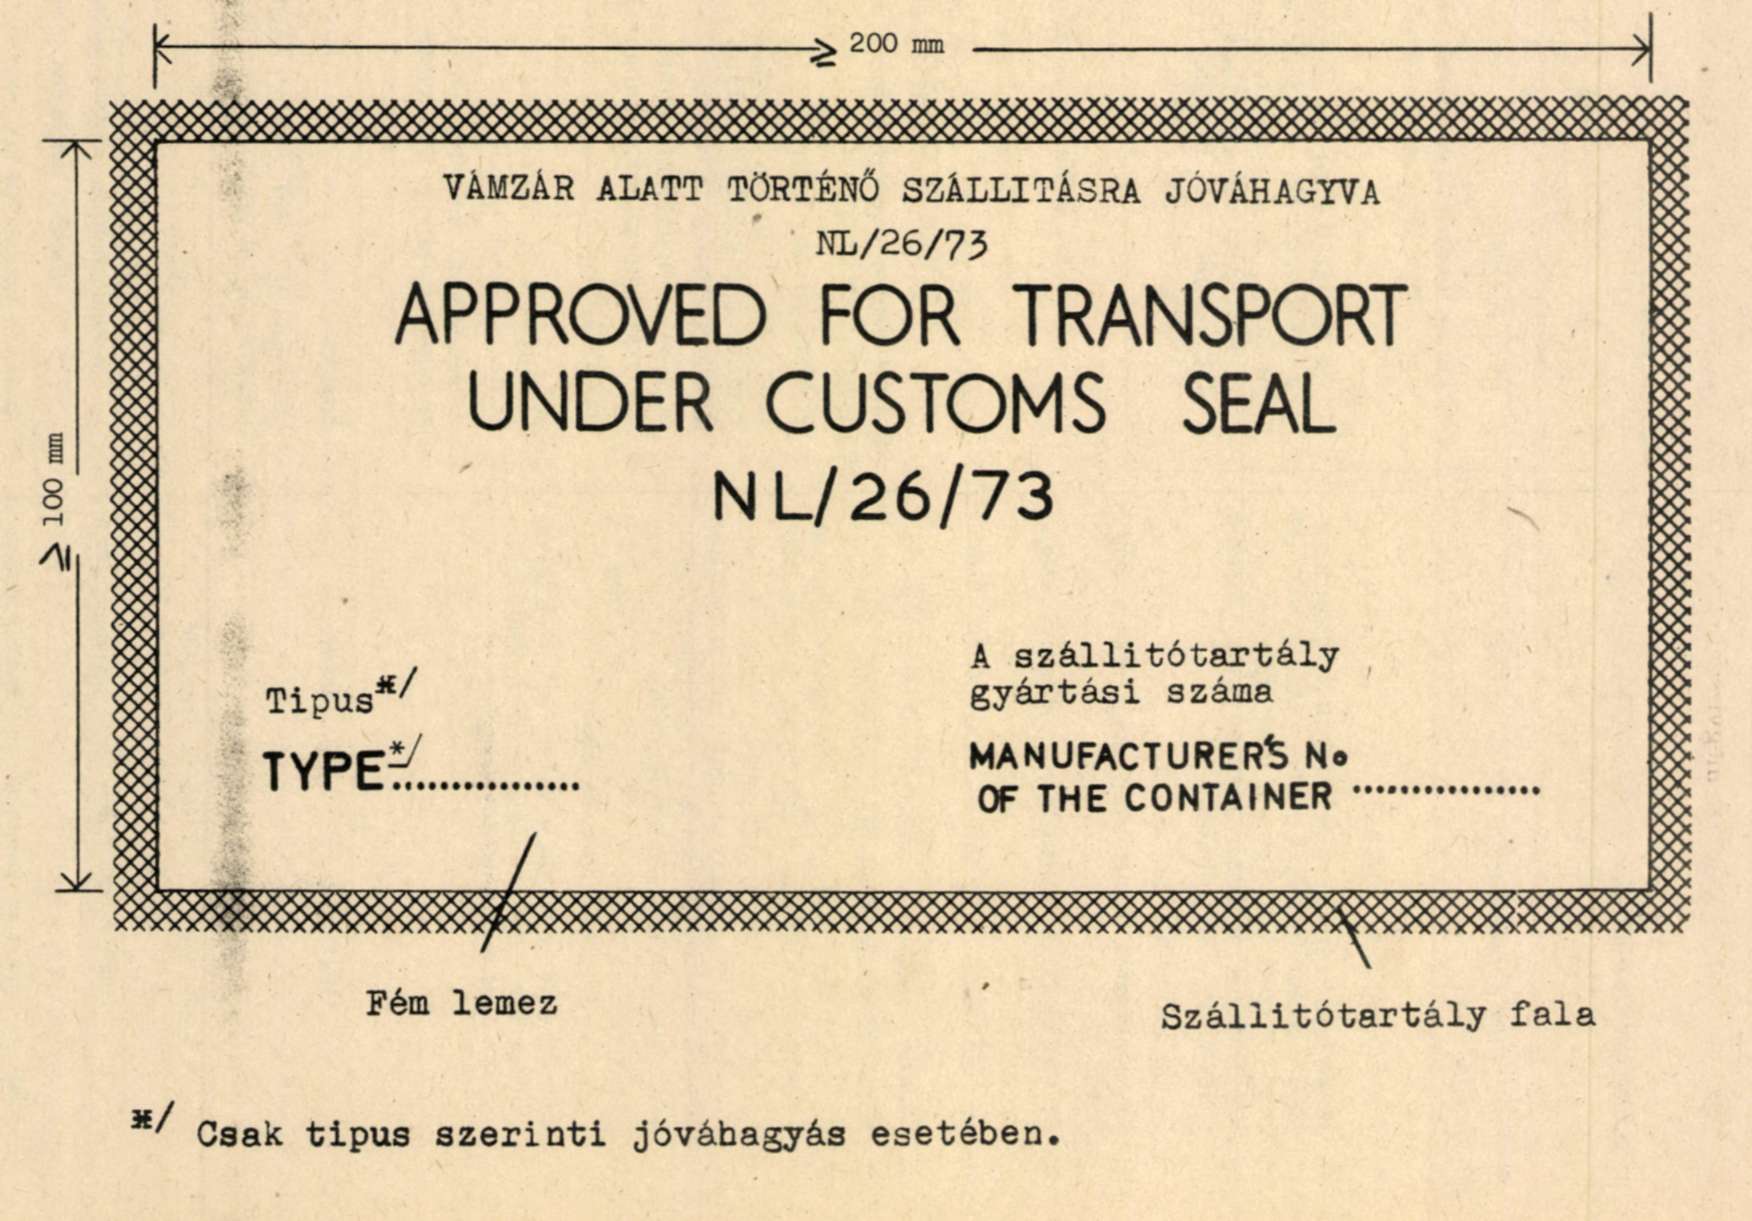 ≥ 200 mm
≥ 100 mm
VÁMZÁR ALATT TÖRTÉNŐ SZÁLLITÁSRA JÓVÁHAGYVA
NL/26/73
APPROVED FOR TRANSPORT
UNDER CUSTOMS SEAL
NL/26/73
Tipus*/
TYPE*/................
A szállitótartály
gyártási száma
MANUFACTURER'S No
OF THE CONTAINER ................
Fém lemez
Szállitótartály fala
*/ Csak tipus szerinti jóváhagyás esetében.